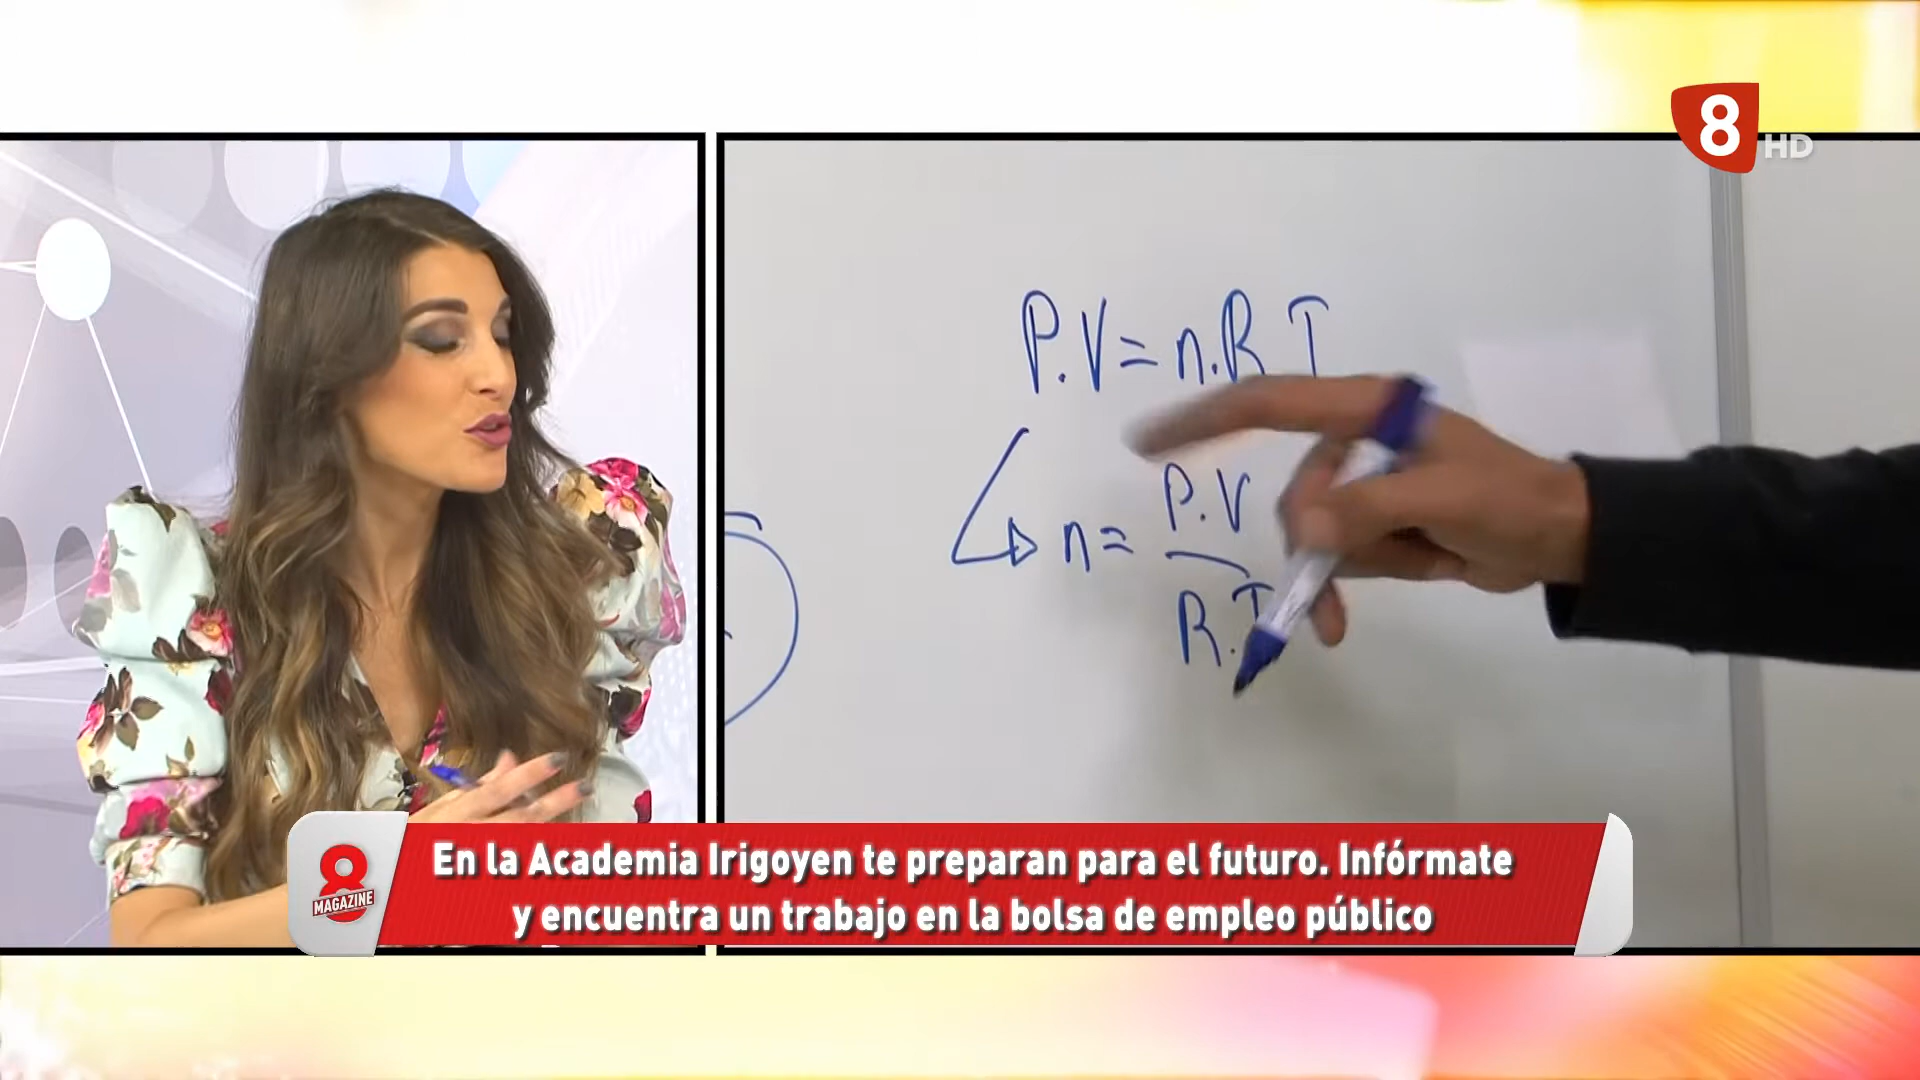 8
HD
P.V=n.R T
n= P.V
R.T
En la Academia Irigoyen te preparan para el futuro. Infórmate
y encuentra un trabajo en la bolsa de empleo público
8
MAGAZINE